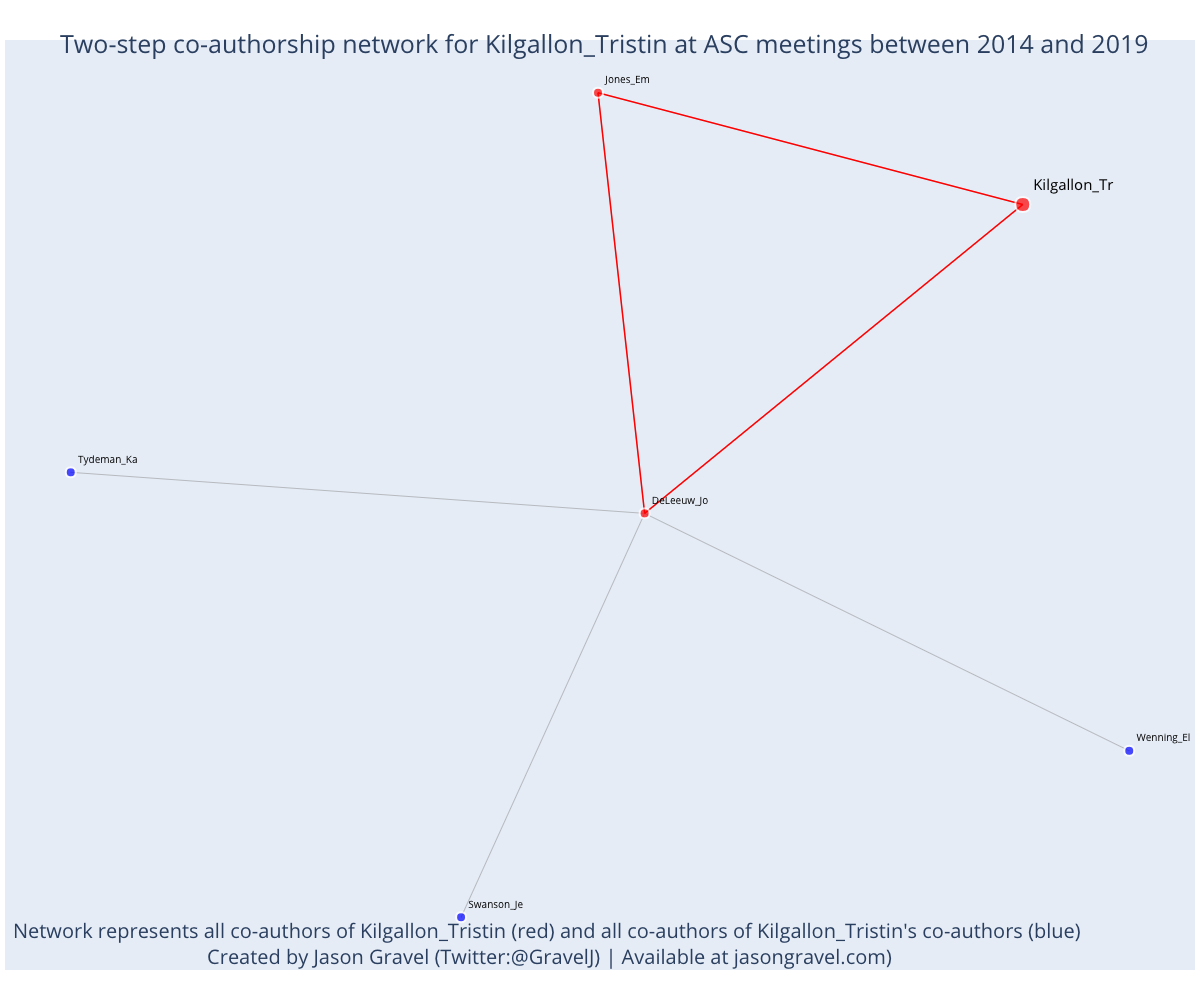 Two-step co-authorship network for Kilgallon_Tristin at ASC meetings between 2014 and 2019
Jones_Em
Kilgallon_Tr
Tydeman_Ka
DeLeeuw_Jo
Wenning_El
Swanson_Je
Network represents all co-authors of Kilgallon_Tristin (red) and all co-authors of Kilgallon_Tristin's co-authors (blue)
Created by Jason Gravel (Twitter:@GravelJ) | Available at jasongravel.com)